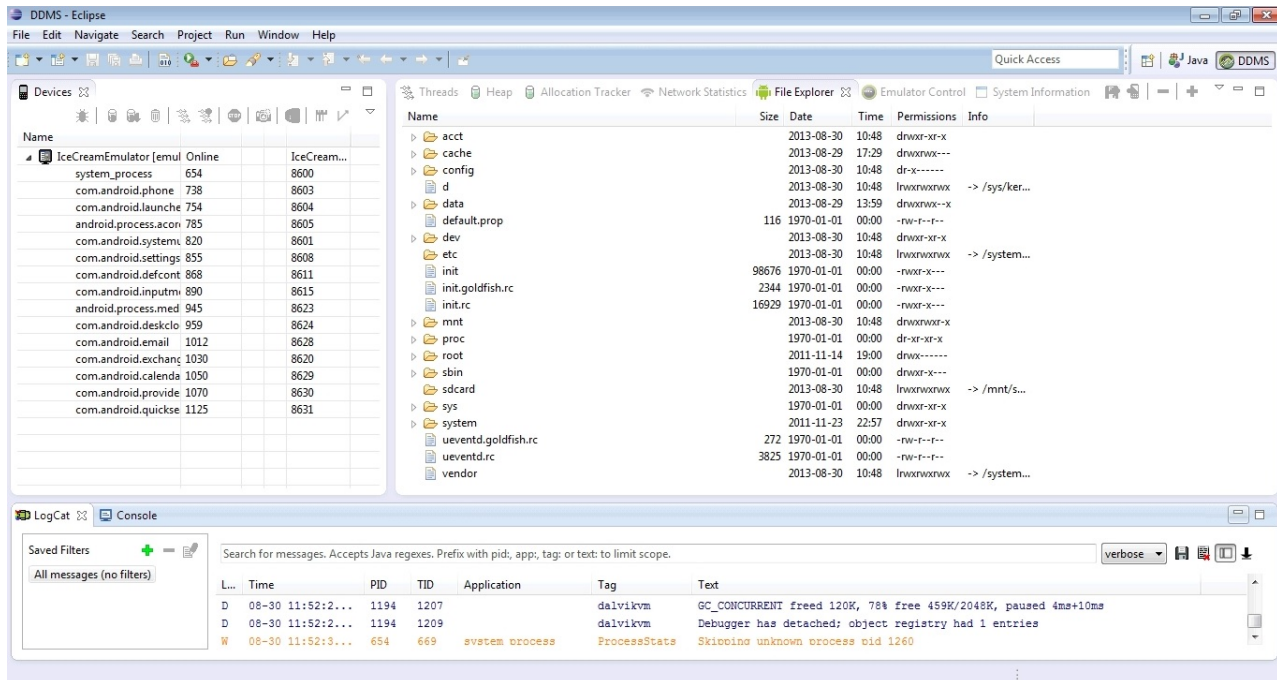 DDMS - Eclipse
File Edit Navigate Search Project Run Window Help
Quick Access Java DDMS
Devices
Name
IceCreamEmulator [emul Online IceCream...
system_process 654 8600
com.android.phone 738 8603
com.android.launche 754 8604
android.process.acor 785 8605
com.android.systemu 820 8601
com.android.settings 855 8608
com.android.defcont 868 8611
com.android.inputm 890 8615
android.process.med 945 8623
com.android.deskclo 959 8624
com.android.email 1012 8628
com.android.exchang 1030 8620
com.android.calenda 1050 8629
com.android.provide 1070 8630
com.android.quickse 1125 8631
Threads Heap Allocation Tracker Network Statistics File Explorer Emulator Control System Information
Name Size Date Time Permissions Info
acct 2013-08-30 10:48 drwxr-xr-x
cache 2013-08-29 17:29 drwxrwx---
config 2013-08-30 10:48 dr-x------
d 2013-08-30 10:48 lrwxrwxrwx -> /sys/ker...
data 2013-08-29 13:59 drwxrwx--x
default.prop 116 1970-01-01 00:00 -rw-r--r--
dev 2013-08-30 10:48 drwxr-xr-x
etc 2013-08-30 10:48 lrwxrwxrwx -> /system...
init 98676 1970-01-01 00:00 -rwxr-x---
init.goldfish.rc 2344 1970-01-01 00:00 -rwxr-x---
init.rc 16929 1970-01-01 00:00 -rwxr-x---
mnt 2013-08-30 10:48 drwxrwxr-x
proc 1970-01-01 00:00 dr-xr-xr-x
root 2011-11-14 19:00 drwx------
sbin 1970-01-01 00:00 drwxr-x---
sdcard 2013-08-30 10:48 lrwxrwxrwx -> /mnt/s...
sys 1970-01-01 00:00 drwxr-xr-x
system 2011-11-23 22:57 drwxr-xr-x
ueventd.goldfish.rc 272 1970-01-01 00:00 -rw-r--r--
ueventd.rc 3825 1970-01-01 00:00 -rw-r--r--
vendor 2013-08-30 10:48 lrwxrwxrwx -> /system...
LogCat Console
Saved Filters
All messages (no filters)
Search for messages. Accepts Java regexes. Prefix with pid:, app:, tag: or text: to limit scope. verbose
L... Time PID TID Application Tag Text
D 08-30 11:52:2... 1194 1207 dalvikvm GC_CONCURRENT freed 120K, 78% free 459K/2048K, paused 4ms+10ms
D 08-30 11:52:2... 1194 1209 dalvikvm Debugger has detached; object registry had 1 entries
W 08-30 11:52:3... 654 669 system_process ProcessStats Skipping unknown process pid 1260